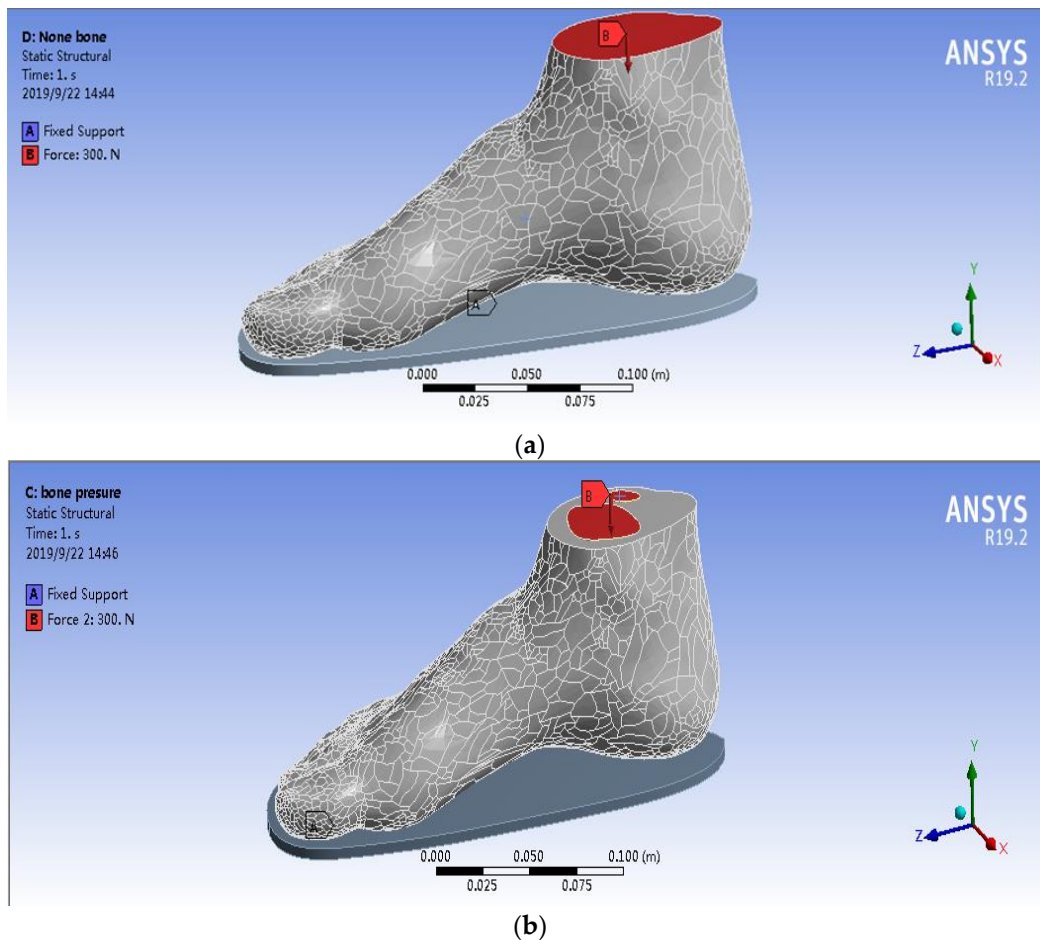 D: None bone
Static Structural
Time: 1. s
2019/9/22 14:44
A Fixed Support
B Force: 300. N
B
ANSYS
R19.2
A
Y
Z
X
0.000 0.050 0.100 (m)
0.025 0.075
(a)
C: bone presure
Static Structural
Time: 1. s
2019/9/22 14:46
A Fixed Support
B Force 2: 300. N
B
ANSYS
R19.2
A
Y
Z
X
0.000 0.050 0.100 (m)
0.025 0.075
(b)